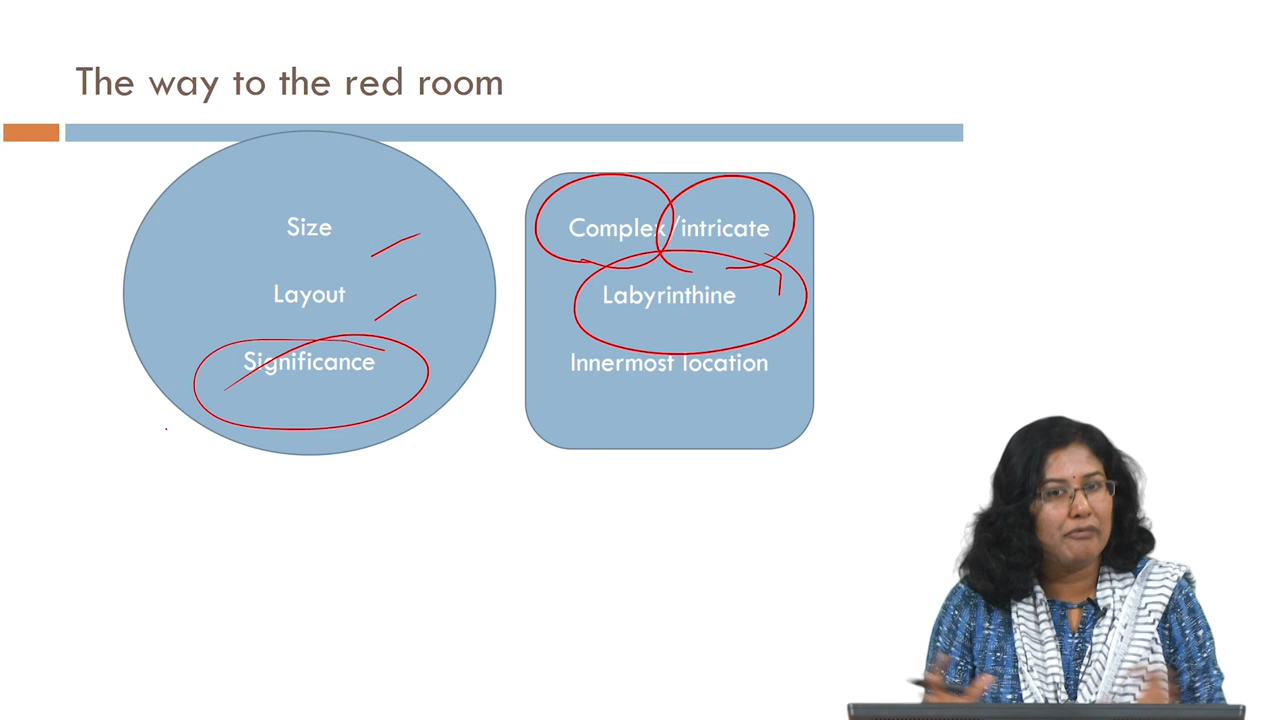 The way to the red room
Size
Layout
Significance
Complex/intricate
Labyrinthine
Innermost location